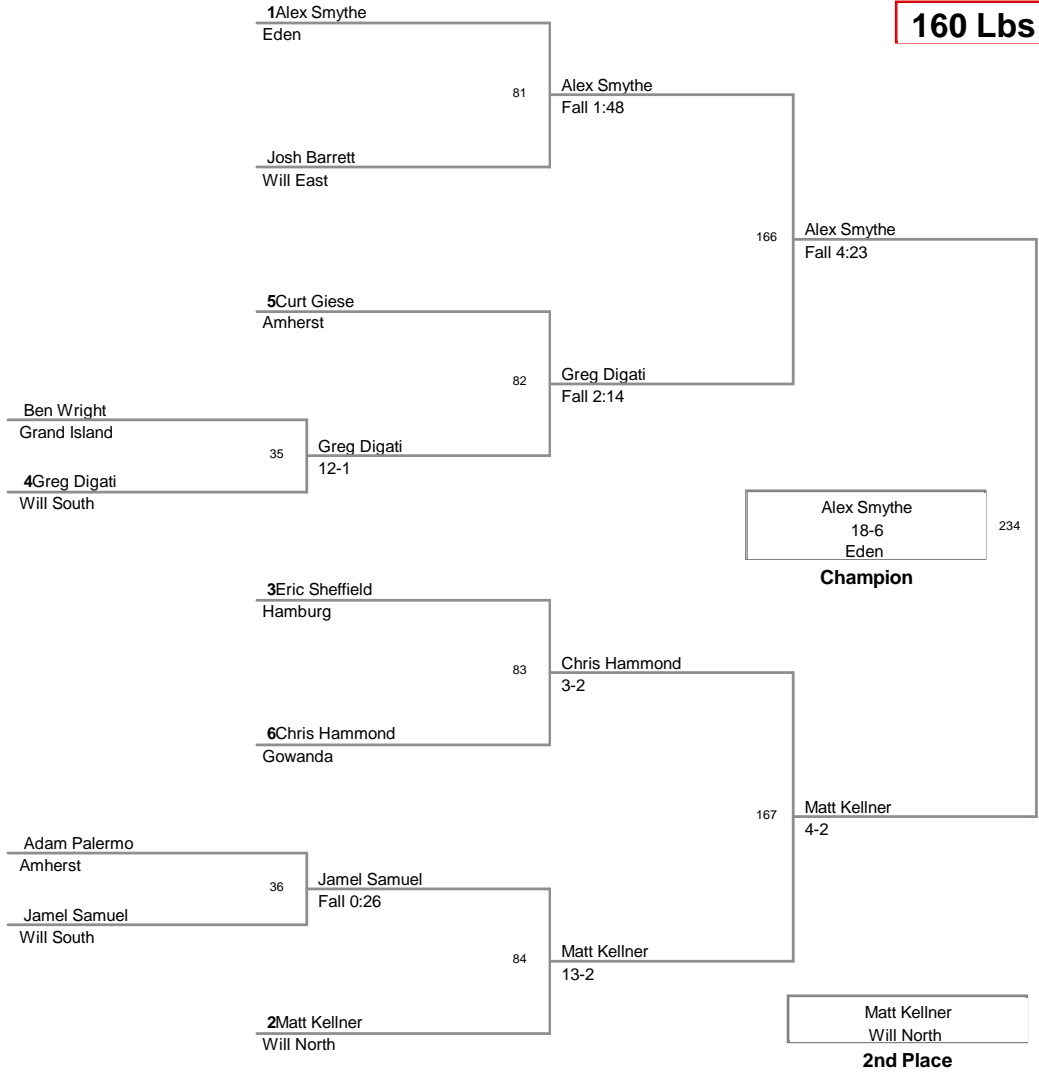 160 Lbs
1Alex Smythe
Eden
81
Alex Smythe
Fall 1:48
Josh Barrett
Will East
166
Alex Smythe
Fall 4:23
5Curt Giese
Amherst
82
Greg Digati
Fall 2:14
Ben Wright
Grand Island
35
Greg Digati
12-1
4Greg Digati
Will South
Alex Smythe
18-6
Eden
Champion
234
3Eric Sheffield
Hamburg
83
Chris Hammond
3-2
6Chris Hammond
Gowanda
167
Matt Kellner
4-2
Adam Palermo
Amherst
36
Jamel Samuel
Fall 0:26
Jamel Samuel
Will South
84
Matt Kellner
13-2
2Matt Kellner
Will North
Matt Kellner
Will North
2nd Place